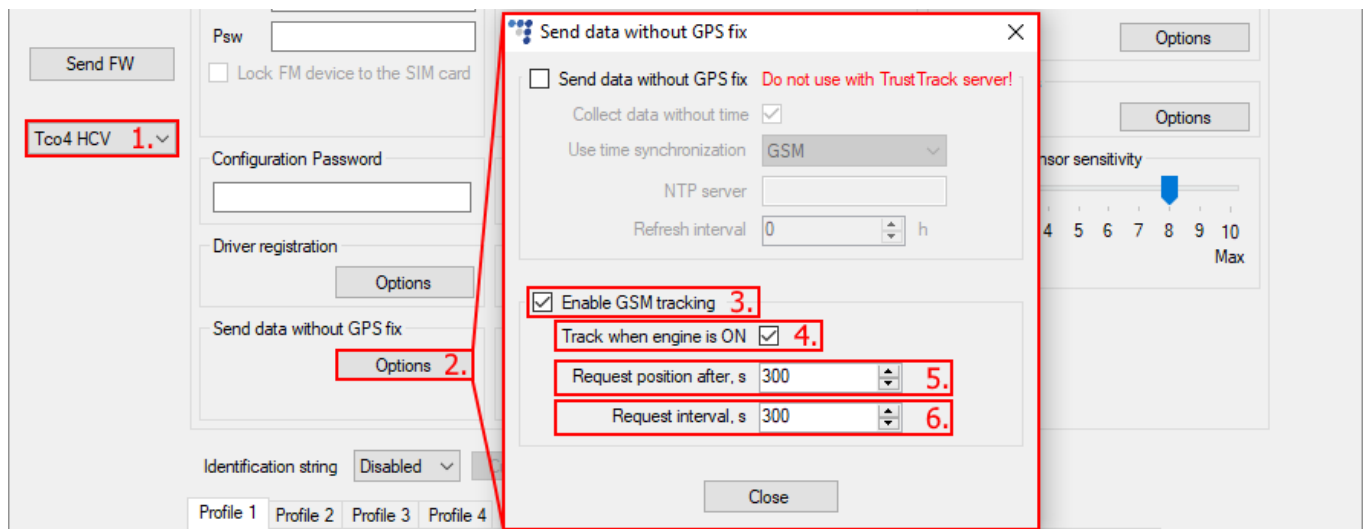 Send FW
Tco4 HCV 1.
Psw
Lock FM device to the SIM card
Configuration Password
Driver registration
Options
Send data without GPS fix
Options 2.
Identification string Disabled
Profile 1 Profile 2 Profile 3 Profile 4
Send data without GPS fix
Send data without GPS fix Do not use with TrustTrack server!
Collect data without time
Use time synchronization GSM
NTP server
Refresh interval 0 h
Enable GSM tracking 3.
Track when engine is ON 4.
Request position after, s 300 5.
Request interval, s 300 6.
Close
Options
Options
sensitivity
4 5 6 7 8 9 10
Max